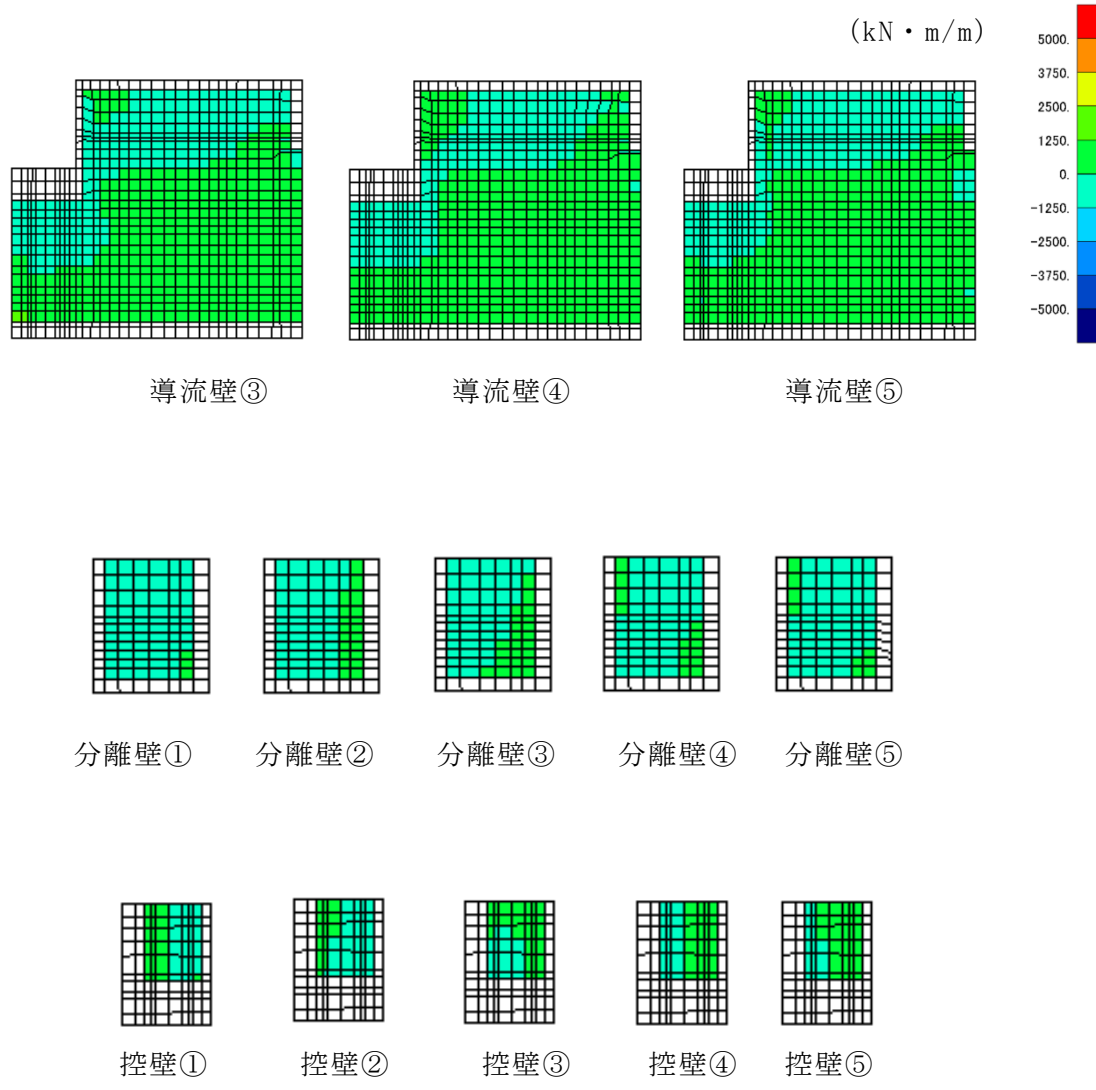 (kN・m/m)
5000.
3750.
2500.
1250.
0.
-1250.
-2500.
-3750.
-5000.
導流壁③ 導流壁④ 導流壁⑤
分離壁① 分離壁② 分離壁③ 分離壁④ 分離壁⑤
控壁① 控壁② 控壁③ 控壁④ 控壁⑤